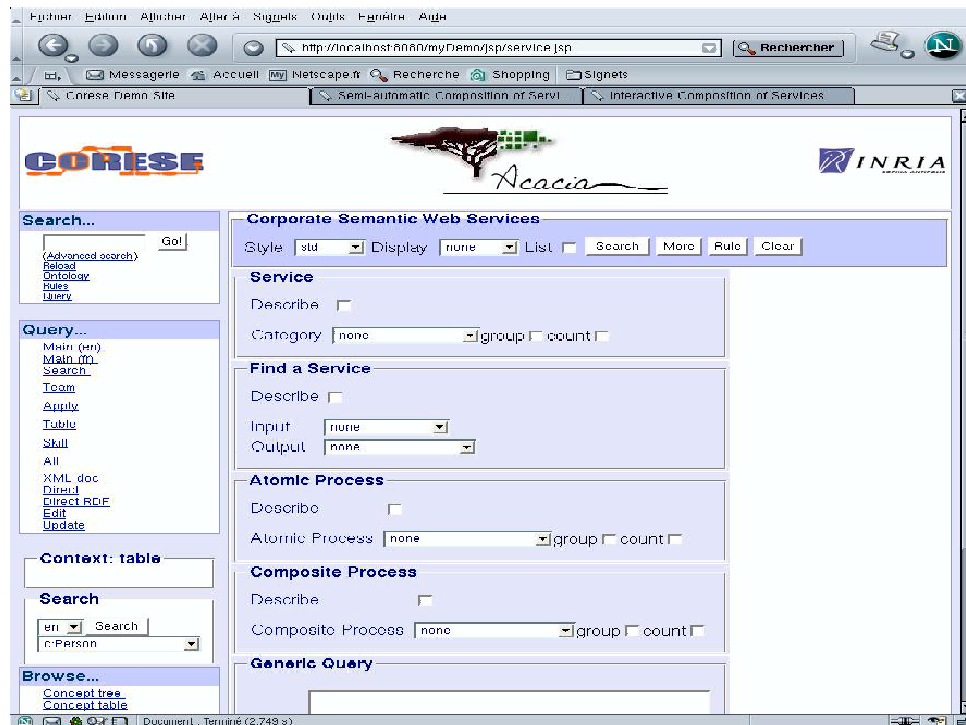 Fichier Edition Afficher Aller à Signets Outils Fenêtre Aide
http://localhost:8080/myDemo/jsp/service.jsp
Rechercher
Messagerie Accueil Netscape.fr Recherche Shopping Signets
Corese Demo Site
Semi-automatic Composition of Servi
Interactive Composition of Services
CORESE
Acacia
INRIA
Search...
Go!
(Advanced search)
Reload
Ontology
Rules
Query
Query...
Main (en)
Main (fr)
Search
Team
Apply
Table
Skill
All
XML doc
Direct
Direct RDF
Edit
Update
Context: table
Search
en Search
c:Person
Browse...
Concept tree
Concept table
Corporate Semantic Web Services
Style std Display none List Search More Rule Clear
Service
Describe
Category none group count
Find a Service
Describe
Input none
Output none
Atomic Process
Describe
Atomic Process none group count
Composite Process
Describe
Composite Process none group count
Generic Query
Document : Terminé (2.749 s)